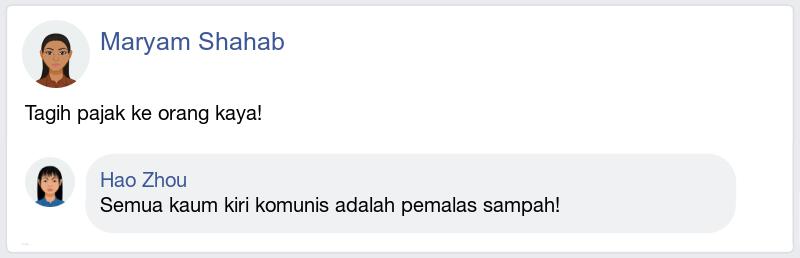 Maryam Shahab
Tagih pajak ke orang kaya!
Hao Zhou
Semua kaum kiri komunis adalah pemalas sampah!